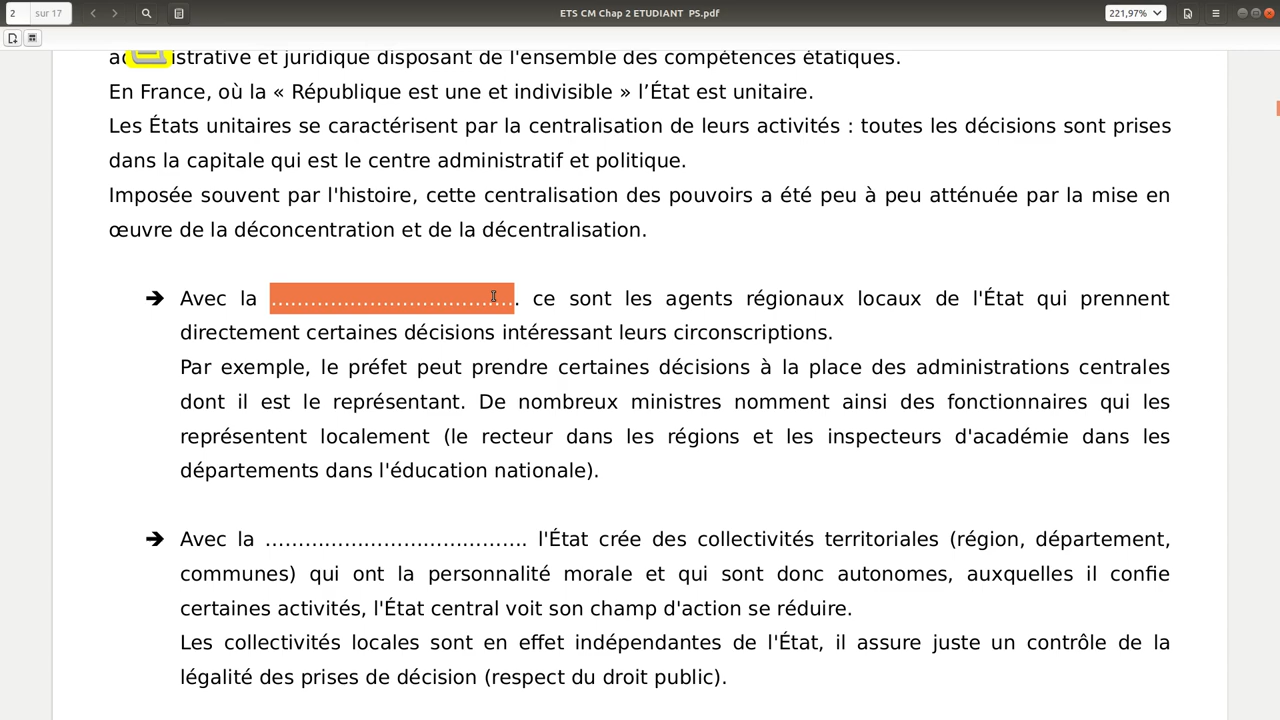 2 sur 17 ETS CM Chap 2 ETUDIANT PS.pdf 221,97%
istrative et juridique disposant de l'ensemble des compétences étatiques.
En France, où la « République est une et indivisible » l’État est unitaire.
Les États unitaires se caractérisent par la centralisation de leurs activités : toutes les décisions sont prises
dans la capitale qui est le centre administratif et politique.
Imposée souvent par l'histoire, cette centralisation des pouvoirs a été peu à peu atténuée par la mise en
œuvre de la déconcentration et de la décentralisation.
➔ Avec la …………………………………. ce sont les agents régionaux locaux de l'État qui prennent
directement certaines décisions intéressant leurs circonscriptions.
Par exemple, le préfet peut prendre certaines décisions à la place des administrations centrales
dont il est le représentant. De nombreux ministres nomment ainsi des fonctionnaires qui les
représentent localement (le recteur dans les régions et les inspecteurs d'académie dans les
départements dans l'éducation nationale).
➔ Avec la …………………………………. l'État crée des collectivités territoriales (région, département,
communes) qui ont la personnalité morale et qui sont donc autonomes, auxquelles il confie
certaines activités, l'État central voit son champ d'action se réduire.
Les collectivités locales sont en effet indépendantes de l'État, il assure juste un contrôle de la
légalité des prises de décision (respect du droit public).